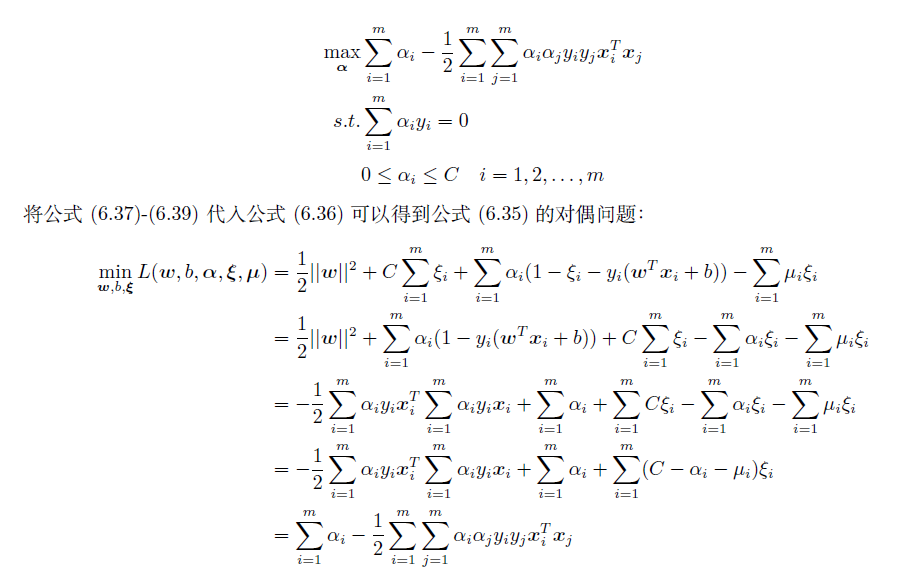 $$\max_{\boldsymbol{\alpha}} \sum_{i=1}^{m} \alpha_i - \frac{1}{2} \sum_{i=1}^{m} \sum_{j=1}^{m} \alpha_i \alpha_j y_i y_j \boldsymbol{x}_i^T \boldsymbol{x}_j$$
$$s.t. \sum_{i=1}^{m} \alpha_i y_i = 0$$
$$0 \leq \alpha_i \leq C \quad i = 1, 2, \ldots, m$$
将公式 (6.37)-(6.39) 代入公式 (6.36) 可以得到公式 (6.35) 的对偶问题：
$$\min_{\boldsymbol{w},b,\boldsymbol{\xi}} L(\boldsymbol{w}, b, \boldsymbol{\alpha}, \boldsymbol{\xi}, \boldsymbol{\mu}) = \frac{1}{2}||\boldsymbol{w}||^2 + C \sum_{i=1}^{m} \xi_i + \sum_{i=1}^{m} \alpha_i (1 - \xi_i - y_i(\boldsymbol{w}^T \boldsymbol{x}_i + b)) - \sum_{i=1}^{m} \mu_i \xi_i$$
$$= \frac{1}{2}||\boldsymbol{w}||^2 + \sum_{i=1}^{m} \alpha_i (1 - y_i(\boldsymbol{w}^T \boldsymbol{x}_i + b)) + C \sum_{i=1}^{m} \xi_i - \sum_{i=1}^{m} \alpha_i \xi_i - \sum_{i=1}^{m} \mu_i \xi_i$$
$$= -\frac{1}{2} \sum_{i=1}^{m} \alpha_i y_i \boldsymbol{x}_i^T \sum_{i=1}^{m} \alpha_i y_i \boldsymbol{x}_i + \sum_{i=1}^{m} \alpha_i + \sum_{i=1}^{m} C \xi_i - \sum_{i=1}^{m} \alpha_i \xi_i - \sum_{i=1}^{m} \mu_i \xi_i$$
$$= -\frac{1}{2} \sum_{i=1}^{m} \alpha_i y_i \boldsymbol{x}_i^T \sum_{i=1}^{m} \alpha_i y_i \boldsymbol{x}_i + \sum_{i=1}^{m} \alpha_i + \sum_{i=1}^{m} (C - \alpha_i - \mu_i) \xi_i$$
$$= \sum_{i=1}^{m} \alpha_i - \frac{1}{2} \sum_{i=1}^{m} \sum_{j=1}^{m} \alpha_i \alpha_j y_i y_j \boldsymbol{x}_i^T \boldsymbol{x}_j$$